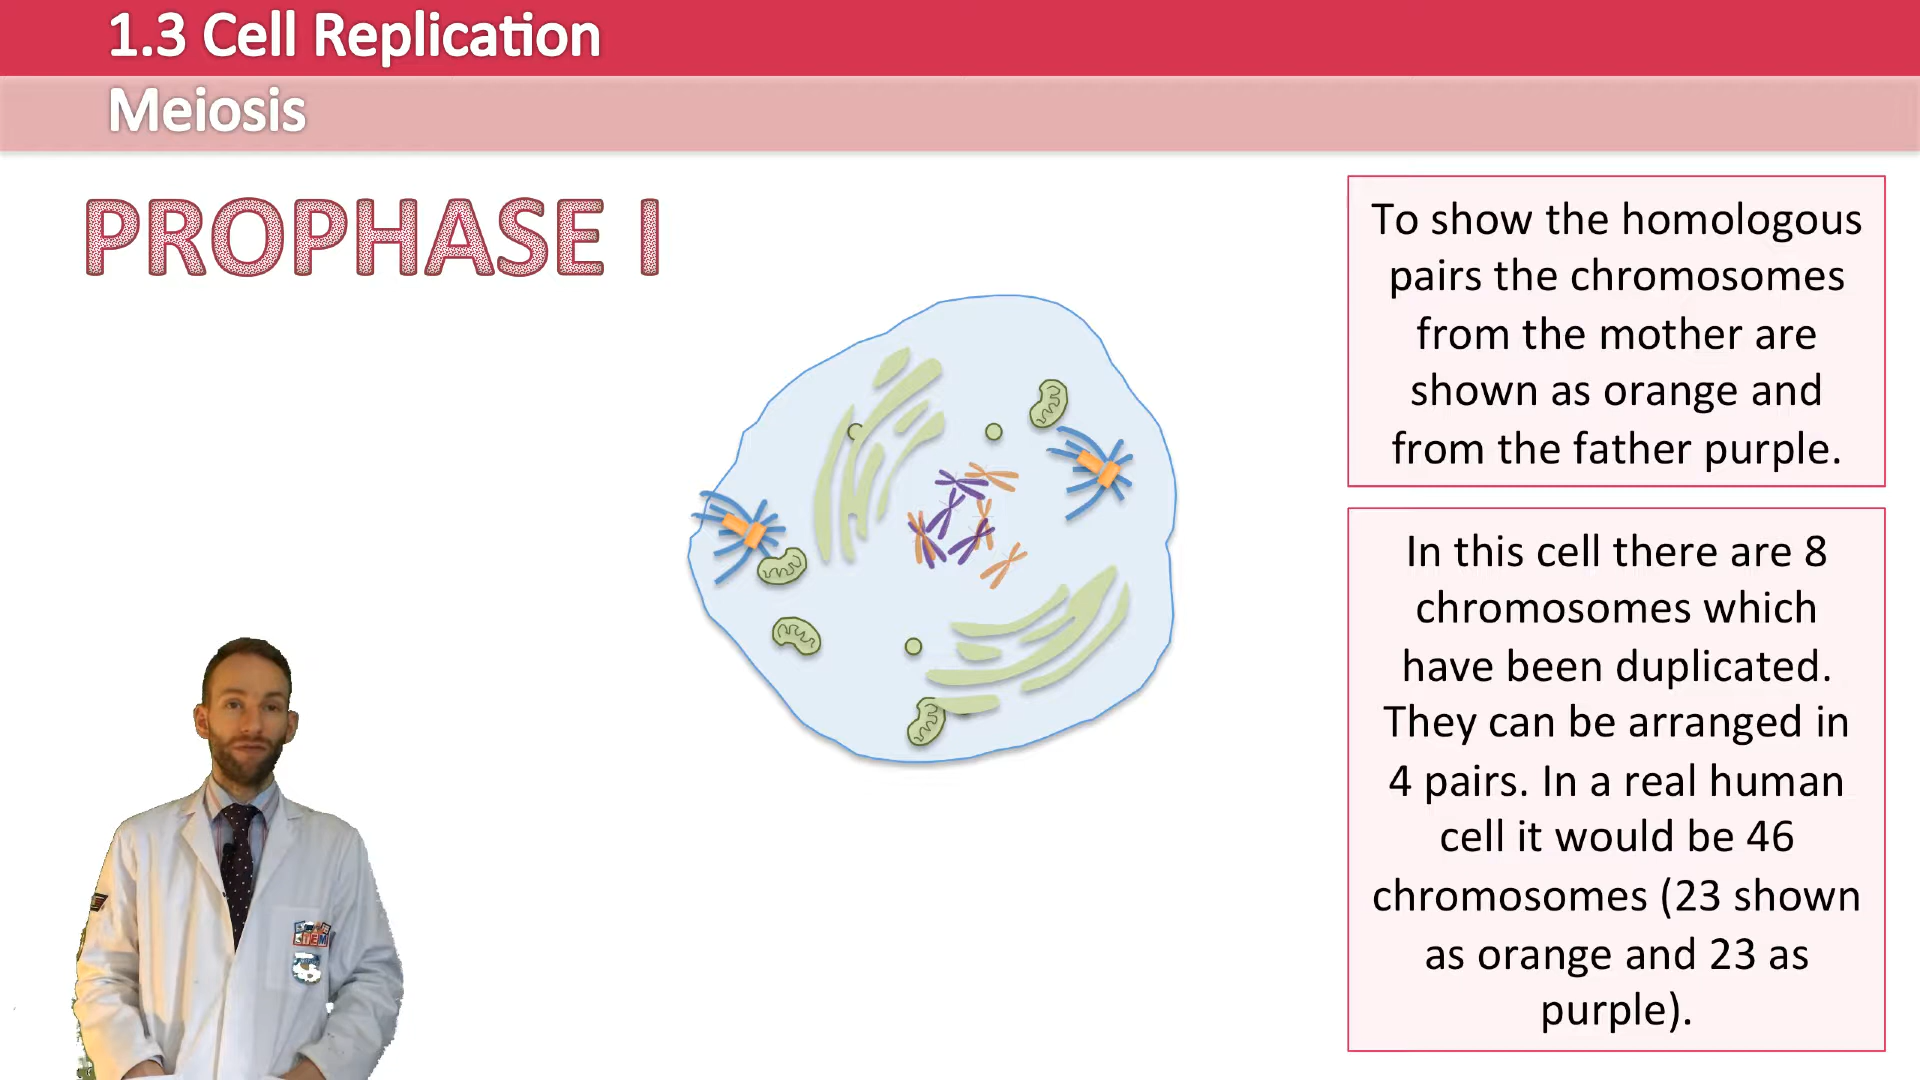 1.3 Cell Replication
Meiosis
PROPHASE I
To show the homologous
pairs the chromosomes
from the mother are
shown as orange and
from the father purple.
In this cell there are 8
chromosomes which
have been duplicated.
They can be arranged in
4 pairs. In a real human
cell it would be 46
chromosomes (23 shown
as orange and 23 as
purple).
STEM